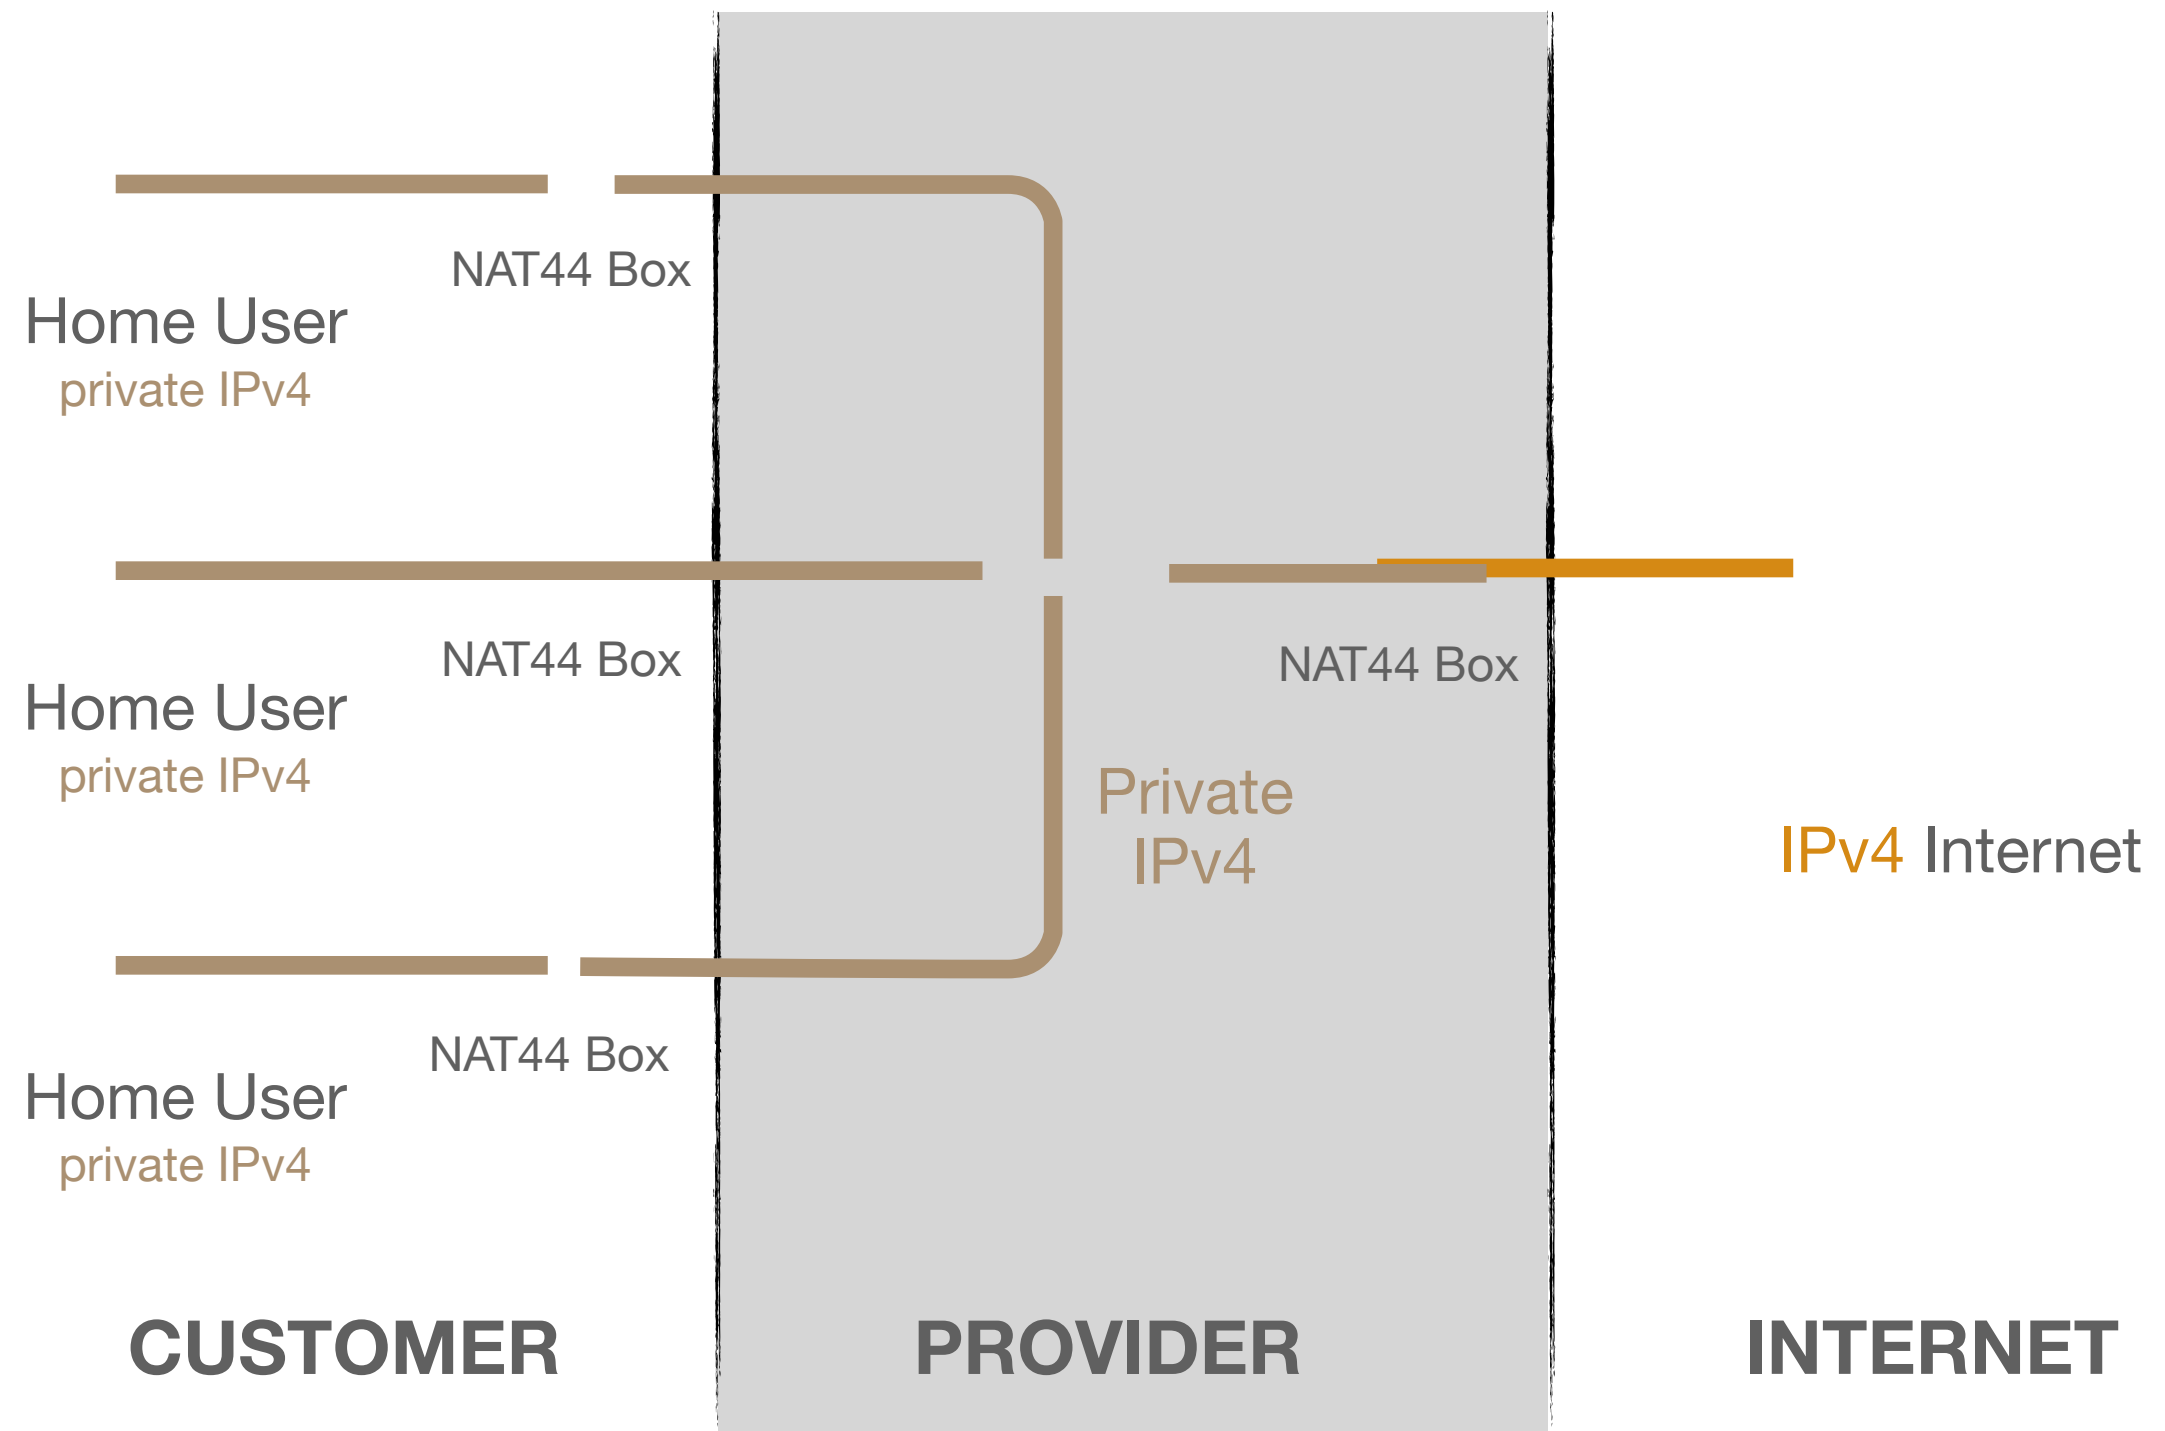 NAT44 Box
Home User
private IPv4
NAT44 Box
NAT44 Box
Home User
private IPv4
Private
IPv4
IPv4 Internet
NAT44 Box
Home User
private IPv4
CUSTOMER
PROVIDER
INTERNET